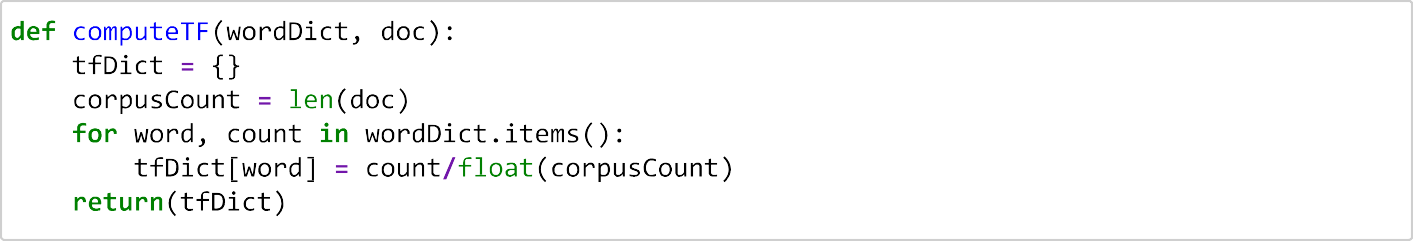 def computeTF(wordDict, doc):
    tfDict = {}
    corpusCount = len(doc)
    for word, count in wordDict.items():
        tfDict[word] = count/float(corpusCount)
    return(tfDict)